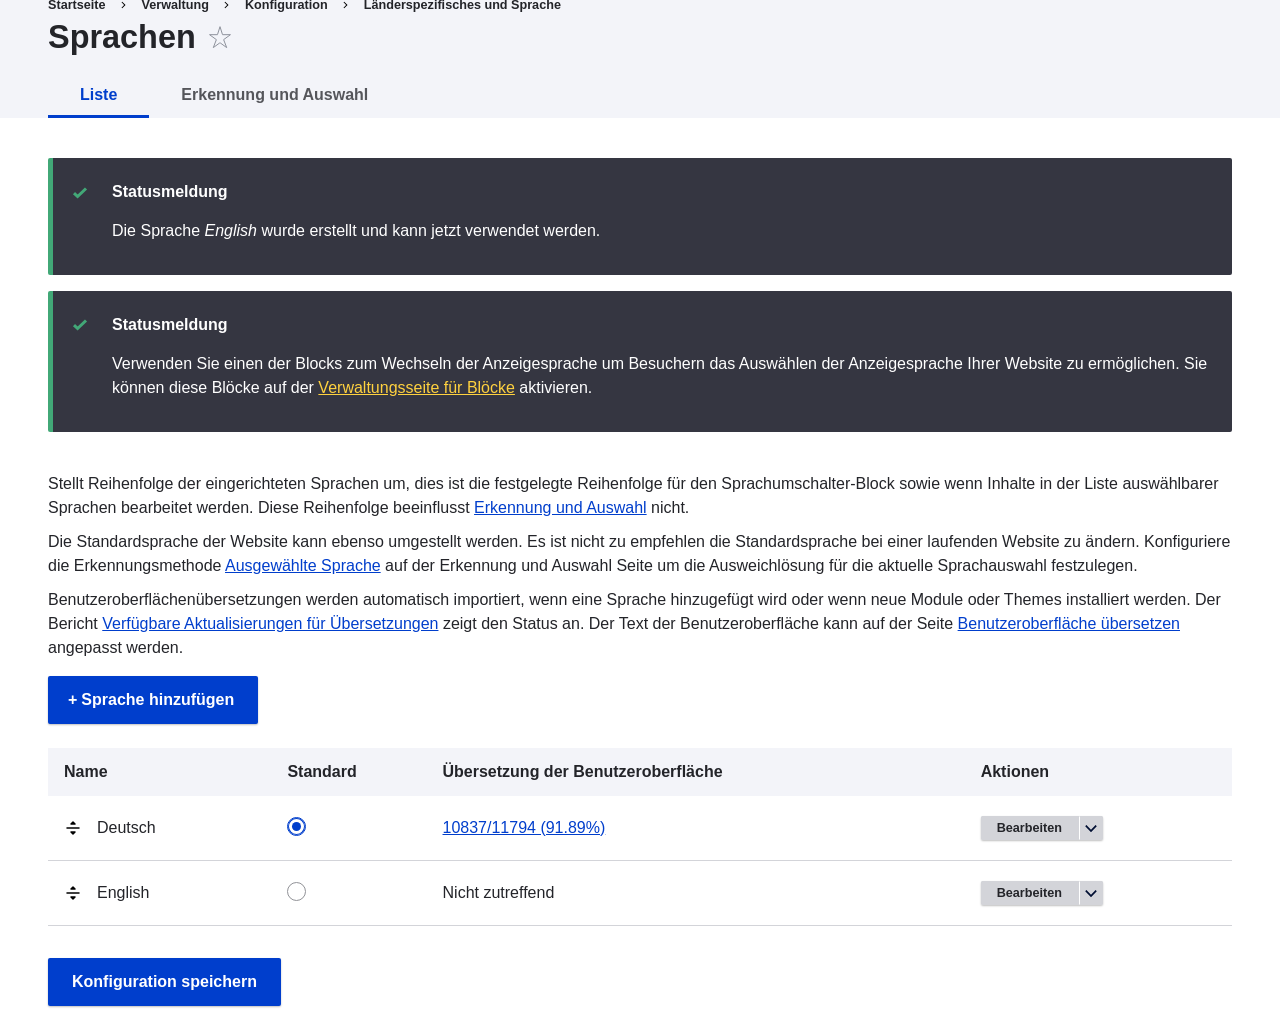 Startseite > Verwaltung > Konfiguration > Länderspezifisches und Sprache
Sprachen ☆
Liste Erkennung und Auswahl
Statusmeldung
Die Sprache English wurde erstellt und kann jetzt verwendet werden.
Statusmeldung
Verwenden Sie einen der Blocks zum Wechseln der Anzeigesprache um Besuchern das Auswählen der Anzeigesprache Ihrer Website zu ermöglichen. Sie
können diese Blöcke auf der Verwaltungsseite für Blöcke aktivieren.
Stellt Reihenfolge der eingerichteten Sprachen um, dies ist die festgelegte Reihenfolge für den Sprachumschalter-Block sowie wenn Inhalte in der Liste auswählbarer
Sprachen bearbeitet werden. Diese Reihenfolge beeinflusst Erkennung und Auswahl nicht.
Die Standardsprache der Website kann ebenso umgestellt werden. Es ist nicht zu empfehlen die Standardsprache bei einer laufenden Website zu ändern. Konfiguriere
die Erkennungsmethode Ausgewählte Sprache auf der Erkennung und Auswahl Seite um die Ausweichlösung für die aktuelle Sprachauswahl festzulegen.
Benutzeroberflächenübersetzungen werden automatisch importiert, wenn eine Sprache hinzugefügt wird oder wenn neue Module oder Themes installiert werden. Der
Bericht Verfügbare Aktualisierungen für Übersetzungen zeigt den Status an. Der Text der Benutzeroberfläche kann auf der Seite Benutzeroberfläche übersetzen
angepasst werden.
+ Sprache hinzufügen
Name Standard Übersetzung der Benutzeroberfläche Aktionen
Deutsch 10837/11794 (91.89%) Bearbeiten
English Nicht zutreffend Bearbeiten
Konfiguration speichern